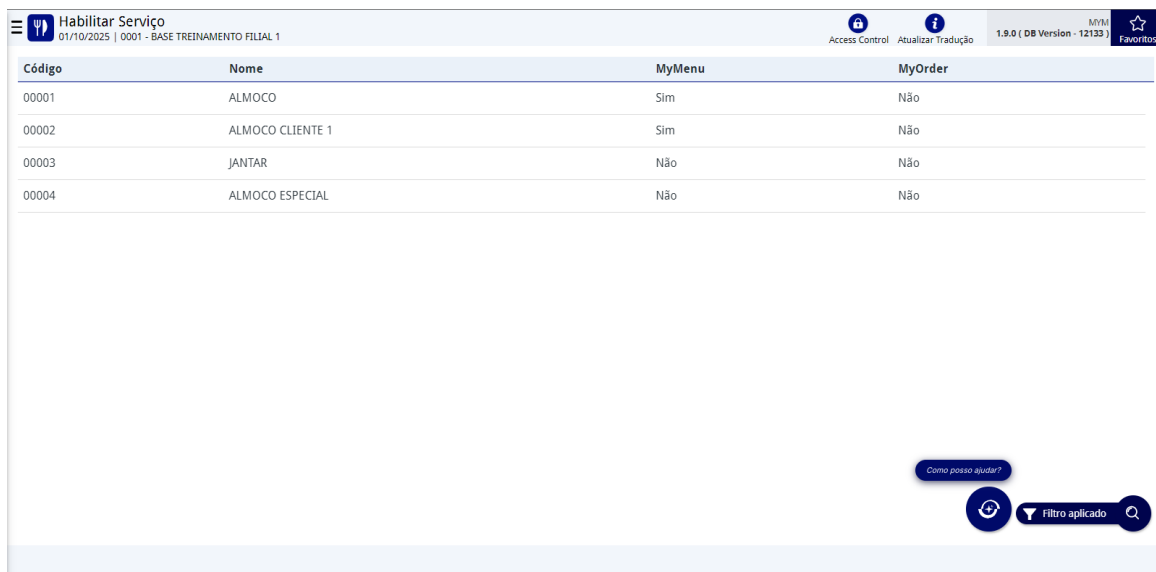 Habilitar Serviço
01/10/2025 | 0001 - BASE TREINAMENTO FILIAL 1
Access Control
Atualizar Tradução
MYM
1.9.0 ( DB Version - 12133 )
Favoritos
Código Nome MyMenu MyOrder
00001 ALMOCO Sim Não
00002 ALMOCO CLIENTE 1 Sim Não
00003 JANTAR Não Não
00004 ALMOCO ESPECIAL Não Não
Como posso ajudar?
Filtro aplicado